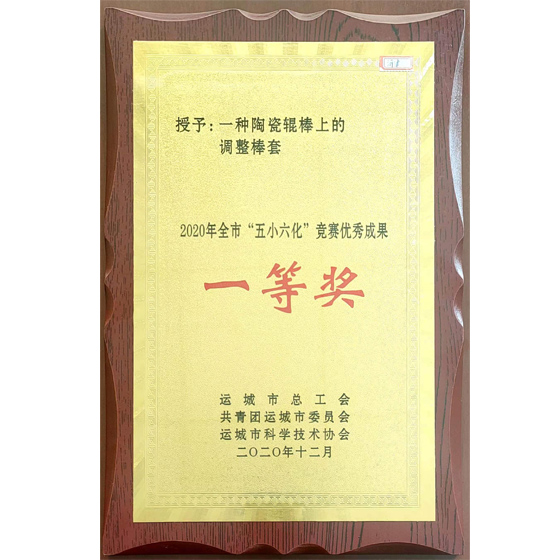 授予：一种陶瓷辊棒上的
调整棒套
2020年全市“五小六化”竞赛优秀成果
一等奖
运城市总工会
共青团运城市委员会
运城市科学技术协会
二〇二〇年十二月